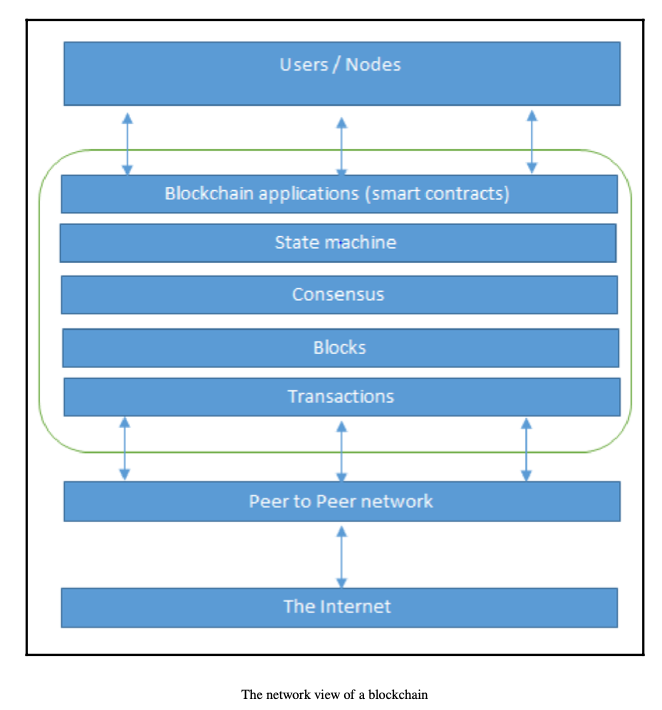 Users / Nodes
Blockchain applications (smart contracts)
State machine
Consensus
Blocks
Transactions
Peer to Peer network
The Internet
The network view of a blockchain